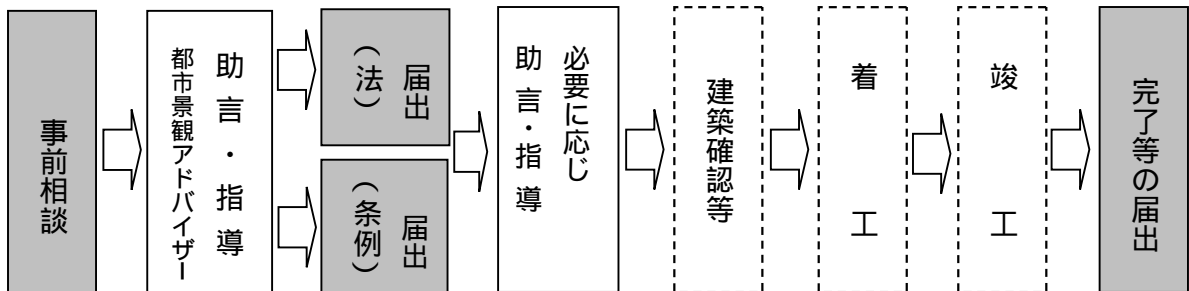 事前相談
助言・指導
都市景観アドバイザー
届出
（法）
届出
（条例）
必要に応じ
助言・指導
建築確認等
着工
竣工
完了等の届出